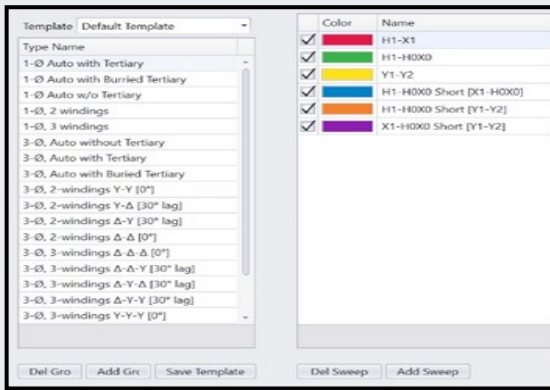 Template Default Template
Type Name
1-Ø Auto with Tertiary
1-Ø Auto with Burried Tertiary
1-Ø Auto w/o Tertiary
1-Ø, 2 windings
1-Ø, 3 windings
3-Ø, Auto without Tertiary
3-Ø, Auto with Tertiary
3-Ø, Auto with Buried Tertiary
3-Ø, 2-windings Y-Y [0°]
3-Ø, 2-windings Y-Δ [30° lag]
3-Ø, 2-windings Δ-Y [30° lag]
3-Ø, 2-windings Δ-Δ [0°]
3-Ø, 3-windings Δ-Δ-Δ [0°]
3-Ø, 3-windings Δ-Δ-Y [30° lag]
3-Ø, 3-windings Δ-Y-Δ [30° lag]
3-Ø, 3-windings Δ-Y-Y [30° lag]
3-Ø, 3-windings Y-Y-Y [0°]
Del Gro Add Grc Save Template
Color Name
H1-X1
H1-H0X0
Y1-Y2
H1-H0X0 Short [X1-H0X0]
H1-H0X0 Short [Y1-Y2]
X1-H0X0 Short [Y1-Y2]
Del Sweep Add Sweep